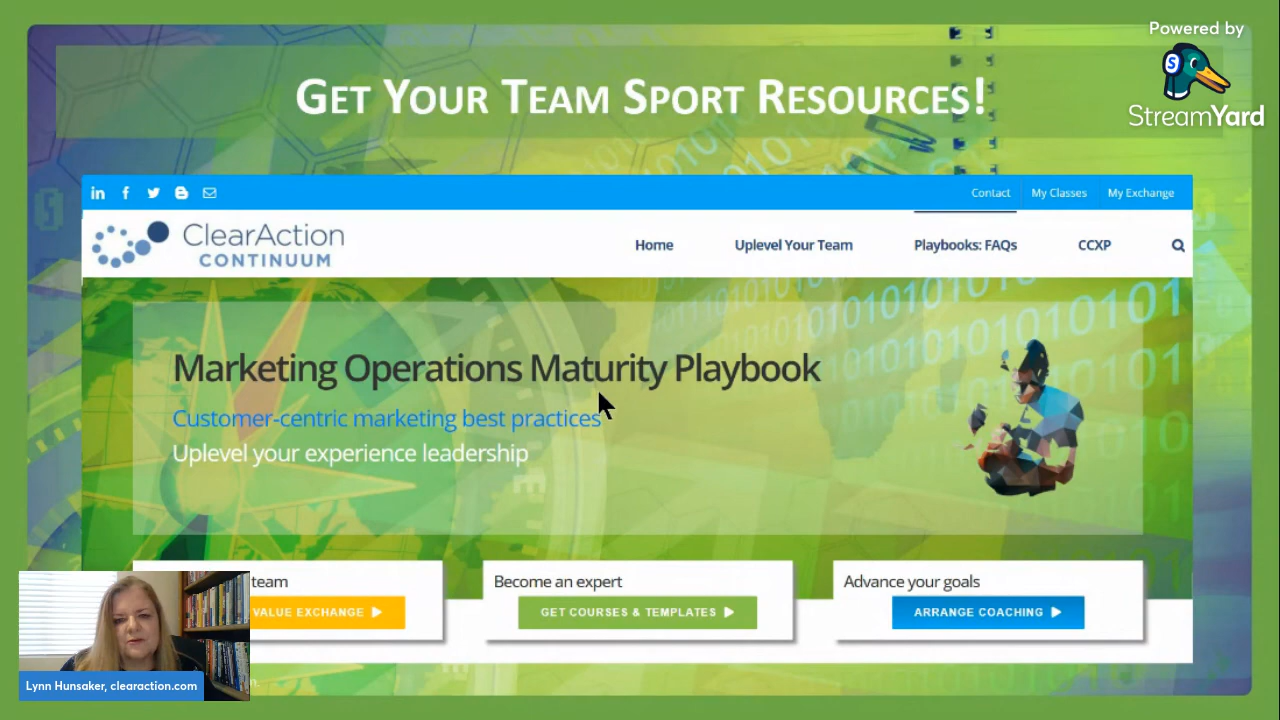 Powered by
StreamYard
GET YOUR TEAM SPORT RESOURCES!
Contact
My Classes
My Exchange
ClearAction
CONTINUUM
Home
Uplevel Your Team
Playbooks: FAQs
CCXP
Marketing Operations Maturity Playbook
Customer-centric marketing best practices
Uplevel your experience leadership
team
VALUE EXCHANGE
Become an expert
GET COURSES & TEMPLATES
Advance your goals
ARRANGE COACHING
Lynn Hunsaker, clearaction.com